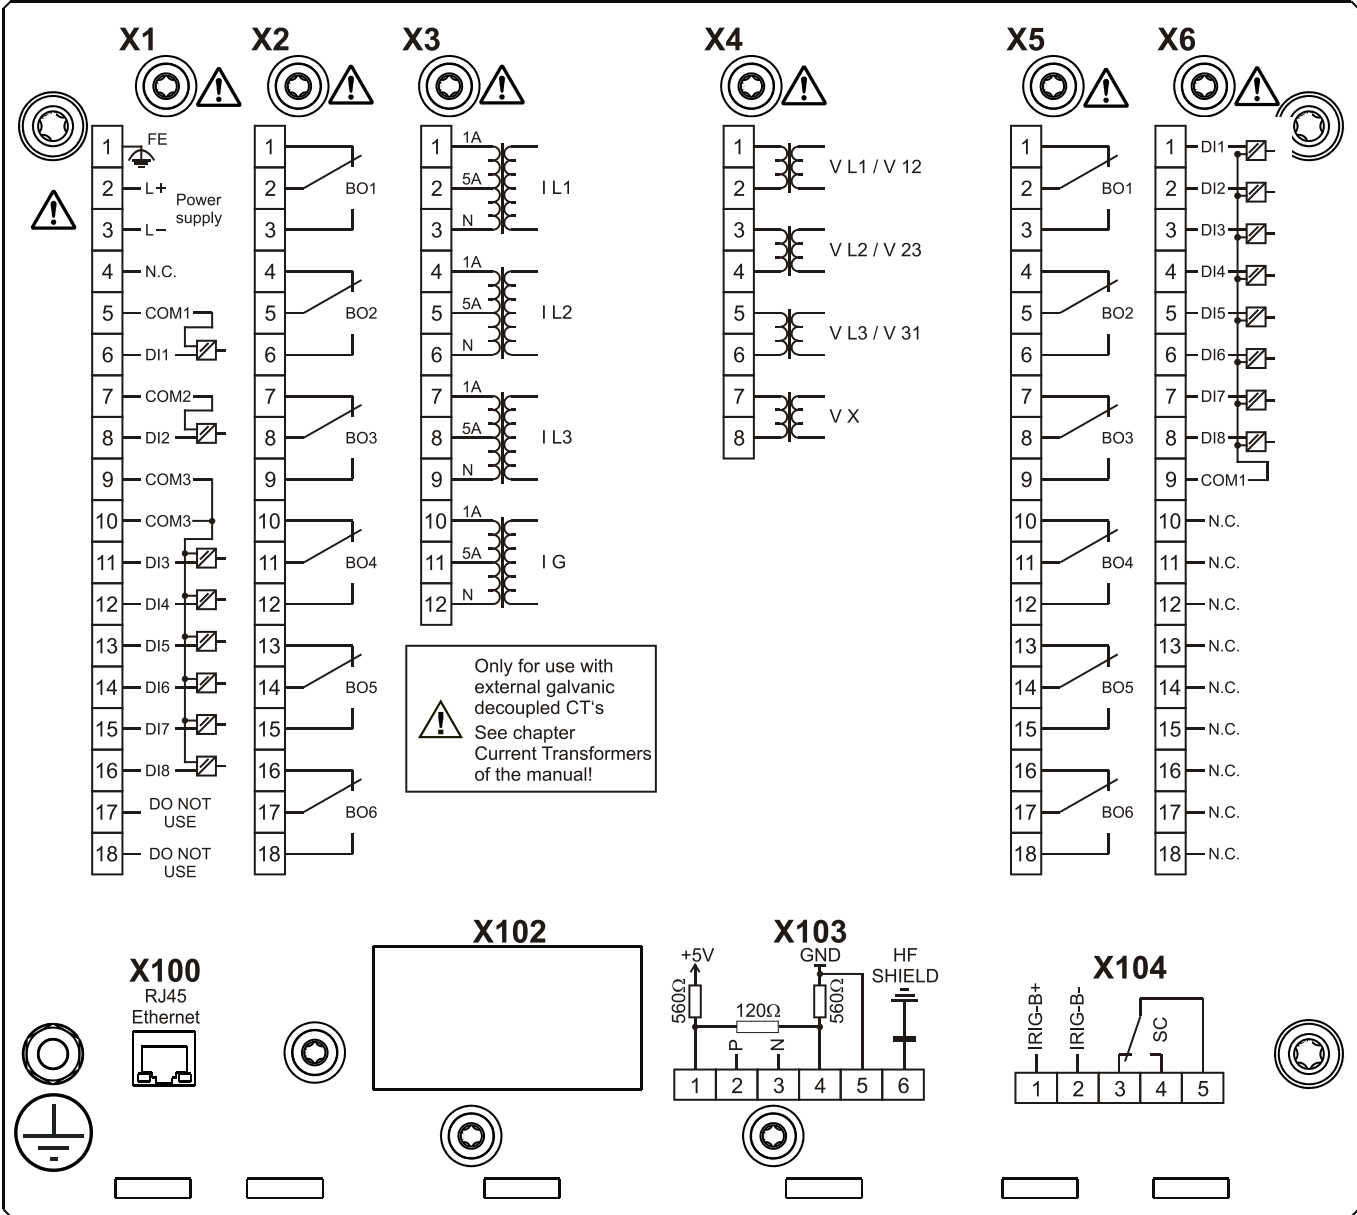 X1
X2
X3
X4
X5
X6
1 FE
2 L+
Power
supply
3 L−
4 N.C.
5 COM1
6 DI1
7 COM2
8 DI2
9 COM3
10 COM3
11 DI3
12 DI4
13 DI5
14 DI6
15 DI7
16 DI8
17 DO NOT
USE
18 DO NOT
USE
1
2 BO1
3
4
5 BO2
6
7
8 BO3
9
10
11 BO4
12
13
14 BO5
15
16
17 BO6
18
1 1A
2 5A I L1
3 N
4 1A
5 5A I L2
6 N
7 1A
8 5A I L3
9 N
10 1A
11 5A I G
12 N
Only for use with
external galvanic
decoupled CT‘s
See chapter
Current Transformers
of the manual!
1
V L1 / V 12
2
3
V L2 / V 23
4
5
V L3 / V 31
6
7
V X
8
1
2 BO1
3
4
5 BO2
6
7
8 BO3
9
10
11 BO4
12
13
14 BO5
15
16
17 BO6
18
1 DI1
2 DI2
3 DI3
4 DI4
5 DI5
6 DI6
7 DI7
8 DI8
9 COM1
10 N.C.
11 N.C.
12 N.C.
13 N.C.
14 N.C.
15 N.C.
16 N.C.
17 N.C.
18 N.C.
X100
RJ45
Ethernet
X102
X103
+5V
GND
HF
SHIELD
560Ω
120Ω
560Ω
P
N
1 2 3 4 5 6
X104
IRIG-B+
IRIG-B-
SC
1 2 3 4 5